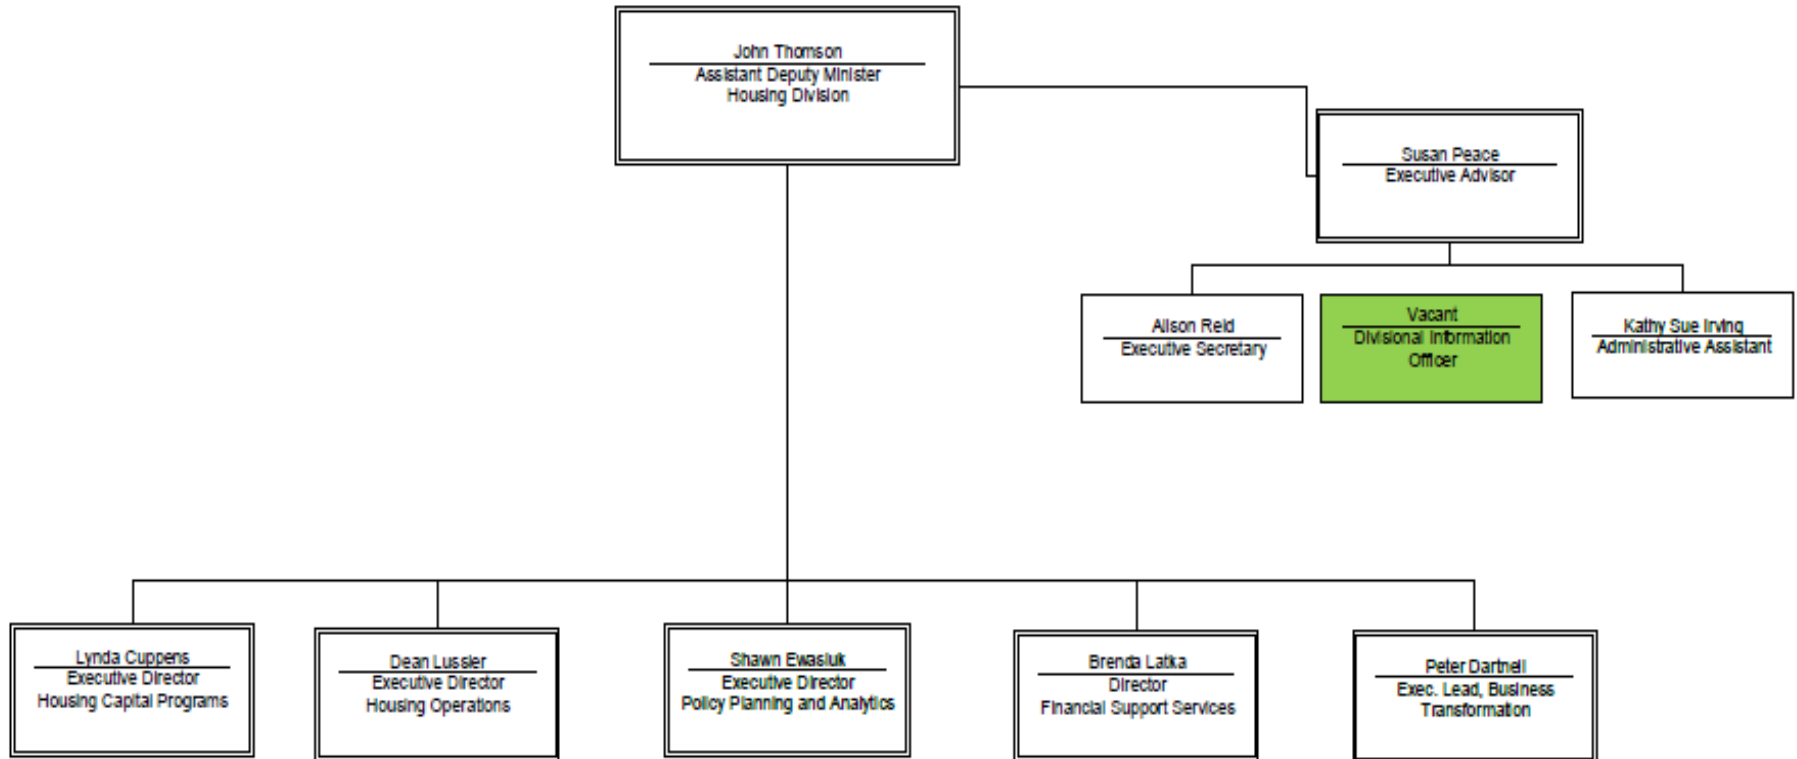 John Thomson
Assistant Deputy Minister
Housing Division
Susan Peace
Executive Advisor
Alison Reid
Executive Secretary
Vacant
Divisional Information
Officer
Kathy Sue Irving
Administrative Assistant
Lynda Cuppens
Executive Director
Housing Capital Programs
Dean Lussier
Executive Director
Housing Operations
Shawn Ewasiuk
Executive Director
Policy Planning and Analytics
Brenda Latka
Director
Financial Support Services
Peter Dartnell
Exec. Lead, Business
Transformation